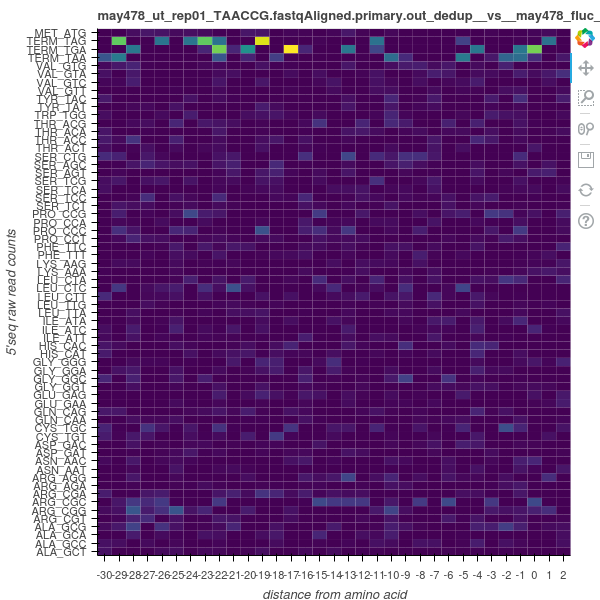 may478_ut_rep01_TAACCG.fastqAligned.primary.out_dedup__vs__may478_fluc_
MET_ATG
TERM_TAG
TERM_TGA
TERM_TAA
VAL_GTG
VAL_GTA
VAL_GTC
VAL_GTT
TYR_TAC
TYR_TAT
TRP_TGG
THR_ACG
THR_ACA
THR_ACC
THR_ACT
SER_CTG
SER_AGC
SER_AGT
SER_TCG
SER_TCA
SER_TCC
SER_TCT
PRO_CCG
PRO_CCA
PRO_CCC
PRO_CCT
PHE_TTC
PHE_TTT
LYS_AAG
LYS_AAA
LEU_CTA
LEU_CTC
LEU_CTT
LEU_TTG
LEU_TTA
ILE_ATA
ILE_ATC
ILE_ATT
HIS_CAC
HIS_CAT
GLY_GGG
GLY_GGA
GLY_GGC
GLY_GGT
GLU_GAG
GLU_GAA
GLN_CAG
GLN_CAA
CYS_TGC
CYS_TGT
ASP_GAC
ASP_GAT
ASN_AAC
ASN_AAT
ARG_AGG
ARG_AGA
ARG_CGA
ARG_CGC
ARG_CGG
ARG_CGT
ALA_GCG
ALA_GCA
ALA_GCC
ALA_GCT
5'seq raw read counts
-30 -29 -28 -27 -26 -25 -24 -23 -22 -21 -20 -19 -18 -17 -16 -15 -14 -13 -12 -11 -10 -9 -8 -7 -6 -5 -4 -3 -2 -1 0 1 2
distance from amino acid